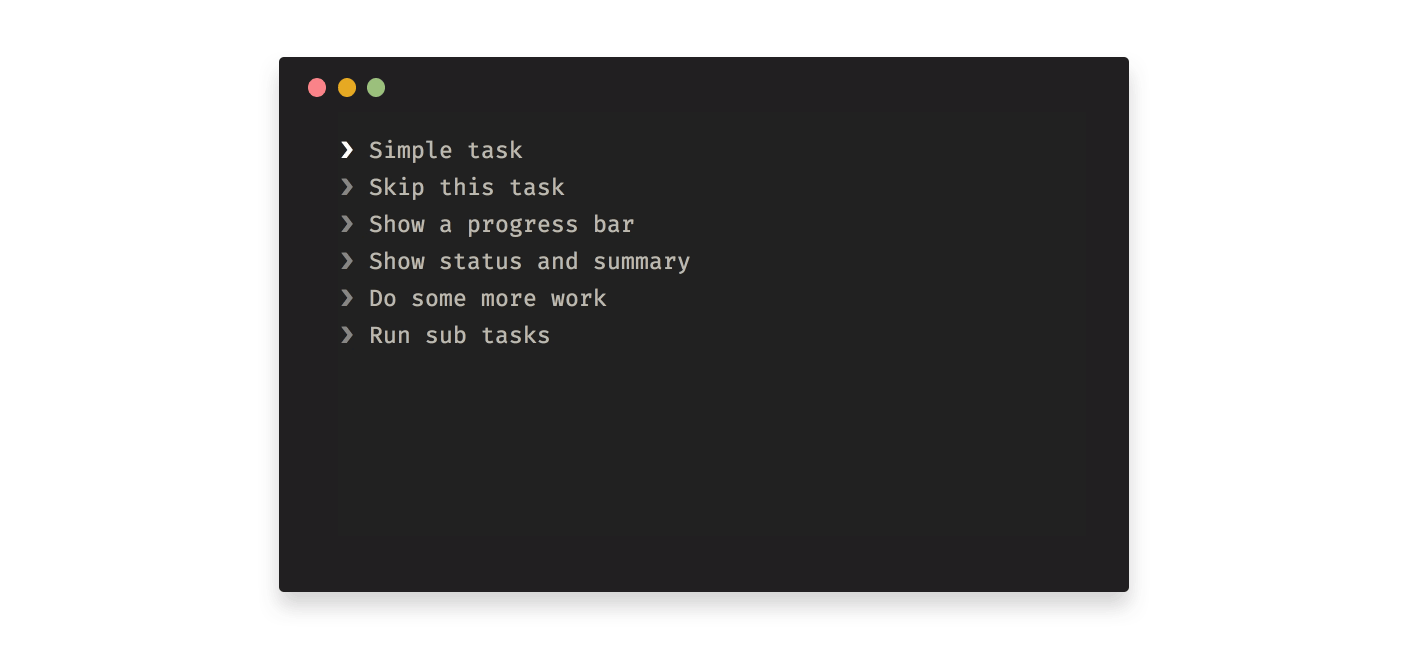 ❯ Simple task
❯ Skip this task
❯ Show a progress bar
❯ Show status and summary
❯ Do some more work
❯ Run sub tasks